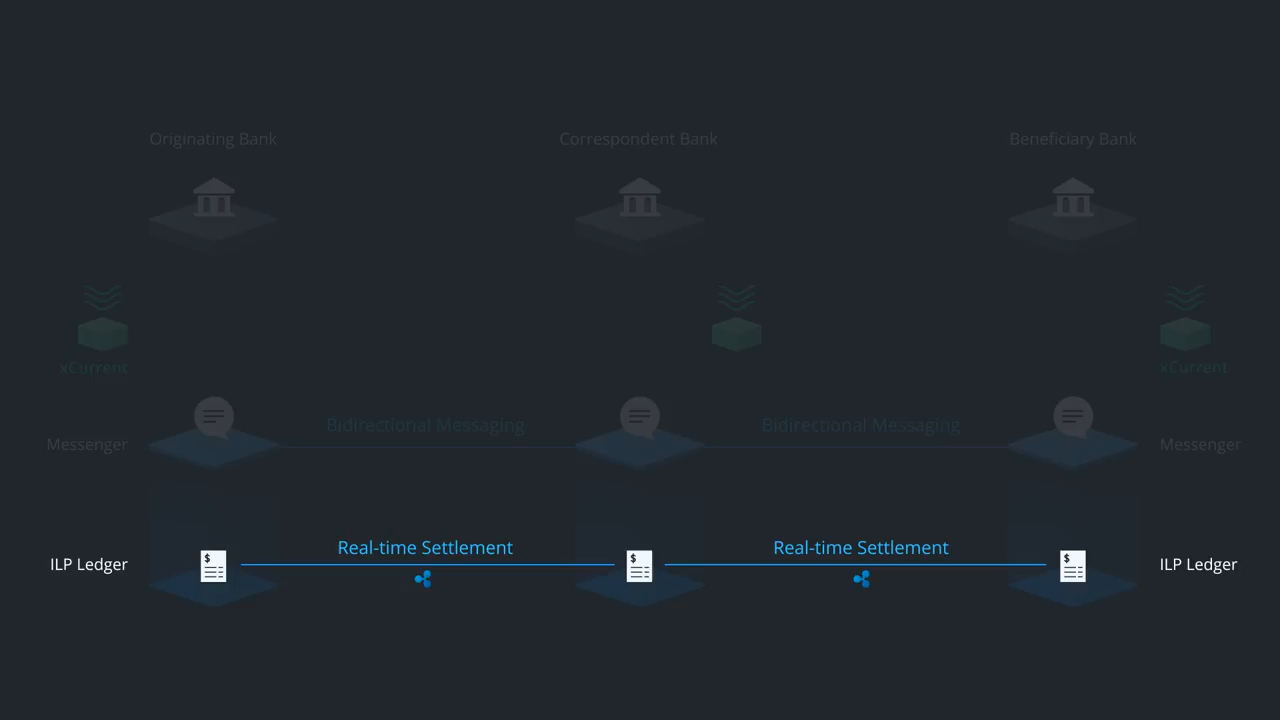 Originating Bank
Correspondent Bank
Beneficiary Bank
xCurrent
xCurrent
Bidirectional Messaging
Bidirectional Messaging
Messenger
Messenger
$
$
$
Real-time Settlement
Real-time Settlement
ILP Ledger
ILP Ledger